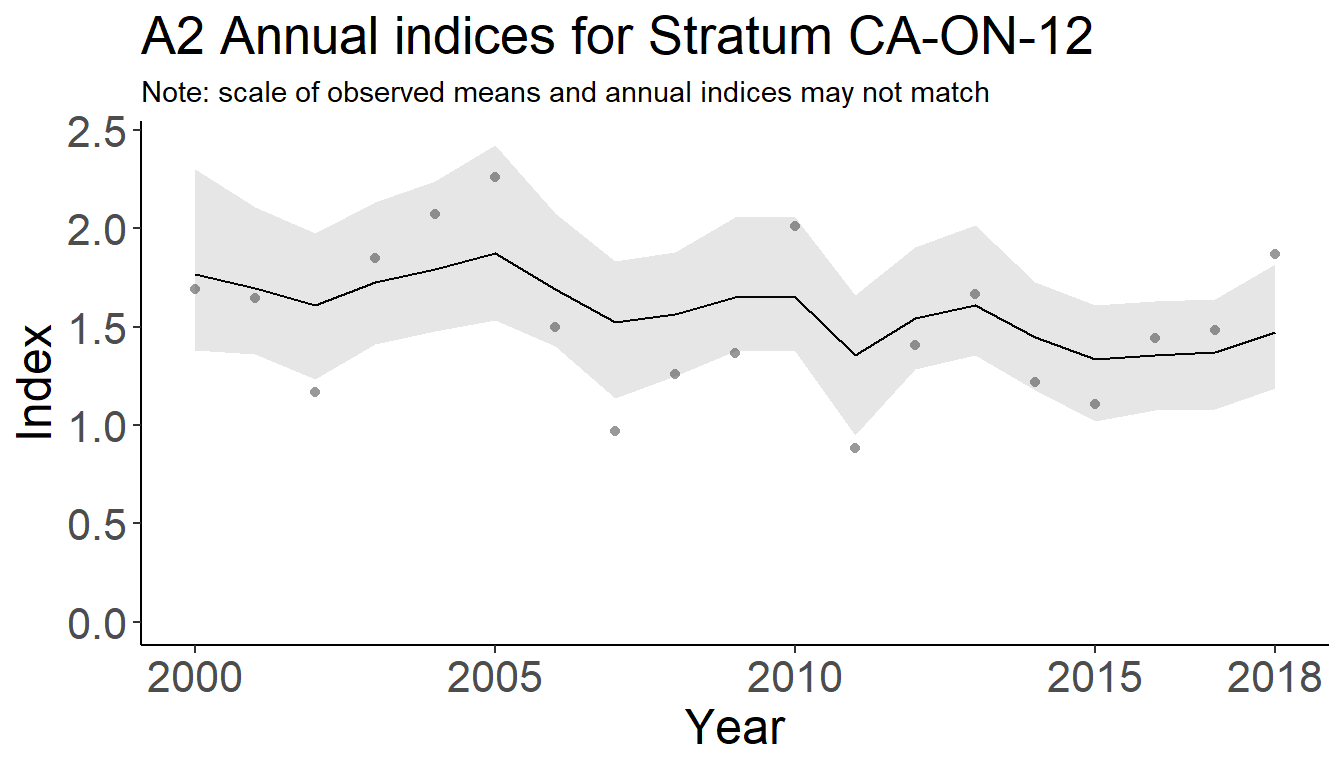 A2 Annual indices for Stratum CA-ON-12
Note: scale of observed means and annual indices may not match
2.5
2.0
1.5
1.0
0.5
0.0
Index
2000 2005 2010 2015 2018
Year